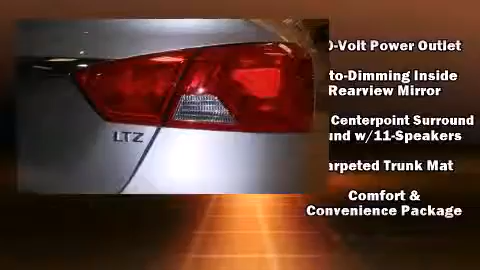 LTZ
0-Volt Power Outlet
to-Dimming Inside
Rearview Mirror
Centerpoint Surround
und w/11-Speakers
arpeted Trunk Mat
Comfort &
Convenience Package